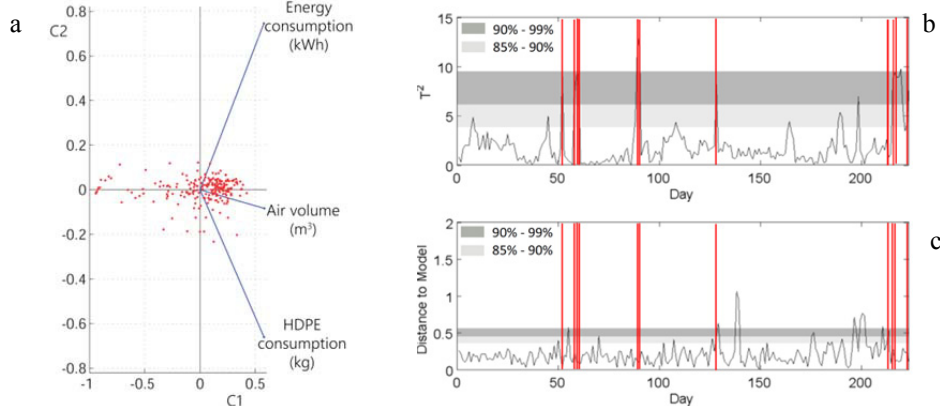 a
C2
0.8
0.6
0.4
0.2
0
-0.2
-0.4
-0.6
-0.8
-1
-0.5
0
0.5
C1
Energy
consumption
(kWh)
Air volume
(m³)
HDPE
consumption
(kg)
b
90% - 99%
85% - 90%
T²
15
10
5
0
0
50
100
150
200
Day
c
90% - 99%
85% - 90%
Distance to Model
2
1.5
1
0.5
0
0
50
100
150
200
Day